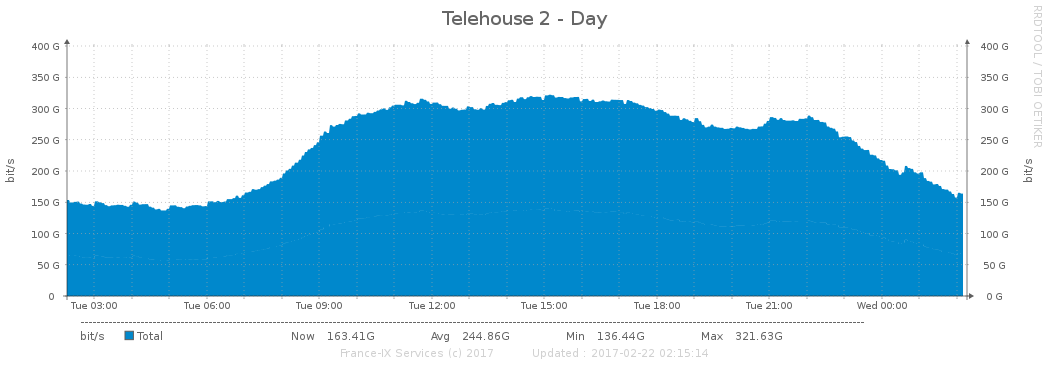 Telehouse 2 - Day
RRDTOOL / TOBI OETIKER
bit/s
400 G
350 G
300 G
250 G
200 G
150 G
100 G
50 G
0
400 G
350 G
300 G
250 G
200 G
150 G
100 G
50 G
0 G
bit/s
Tue 03:00 Tue 06:00 Tue 09:00 Tue 12:00 Tue 15:00 Tue 18:00 Tue 21:00 Wed 00:00
bit/s Total Now 163.41G Avg 244.86G Min 136.44G Max 321.63G
France-IX Services (c) 2017 Updated : 2017-02-22 02:15:14